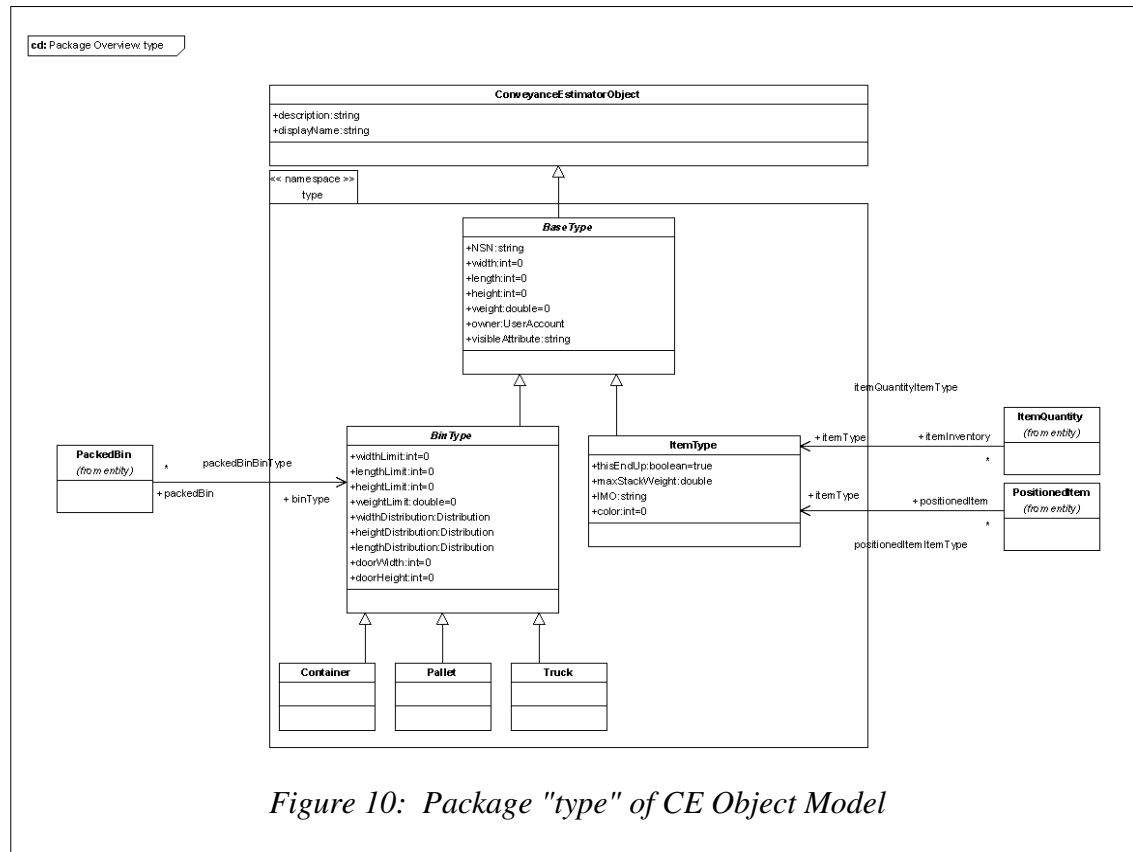 cd: Package Overview: type
ConveyanceEstimatorObject
+description:string
+displayName:string
<< namespace >>
type
BaseType
+NSN:string
+width:int=0
+length:int=0
+height:int=0
+weight:double=0
+owner:UserAccount
+visibleAttribute:string
itemQuantityItemType
ItemQuantity
(from entity)
+itemType
+itemInventory
*
PackedBin
(from entity)
*
packedBinBinType
+packedBin
+binType
BinType
+widthLimit:int=0
+lengthLimit:int=0
+heightLimit:int=0
+weightLimit:double=0
+widthDistribution:Distribution
+heightDistribution:Distribution
+lengthDistribution:Distribution
+doorWidth:int=0
+doorHeight:int=0
ItemType
+thisEndUp:boolean=true
+maxStackWeight:double
+IMO:string
+color:int=0
+itemType
+positionedItem
*
positionedItemItemType
PositionedItem
(from entity)
Container
Pallet
Truck
Figure 10: Package "type" of CE Object Model